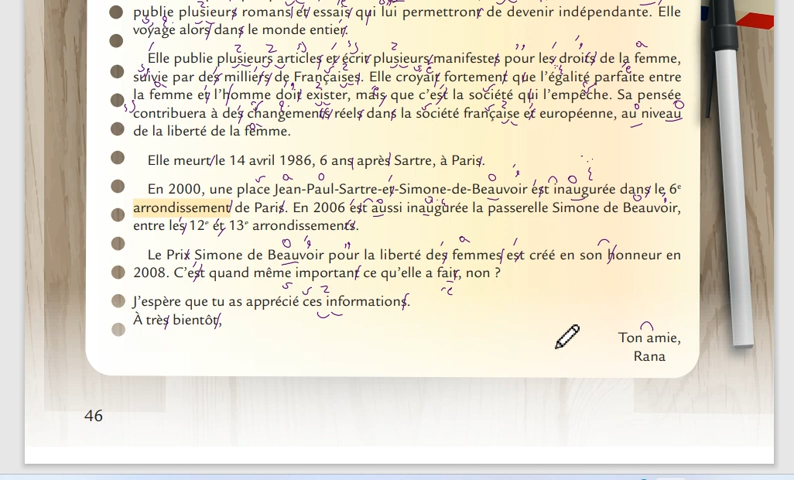 publie plusieurs romans et essais qui lui permettront de devenir indépendante. Elle
voyage alors dans le monde entier.
Elle publie plusieurs articles et écrit plusieurs manifestes pour les droits de la femme,
suivie par des milliers de Françaises. Elle croyait fortement que l'égalité parfaite entre
la femme et l'homme doit exister, mais que c'est la société qui l'empêche. Sa pensée
contribuera à des changements réels dans la société française et européenne, au niveau
de la liberté de la femme.
Elle meurt le 14 avril 1986, 6 ans après Sartre, à Paris.
En 2000, une place Jean-Paul-Sartre-et-Simone-de-Beauvoir est inaugurée dans le 6e
arrondissement de Paris. En 2006 est aussi inaugurée la passerelle Simone de Beauvoir,
entre les 12e et 13e arrondissements.
Le Prix Simone de Beauvoir pour la liberté des femmes est créé en son honneur en
2008. C'est quand même important ce qu'elle a fait, non ?
J'espère que tu as apprécié ces informations.
À très bientôt,
Ton amie,
Rana
46